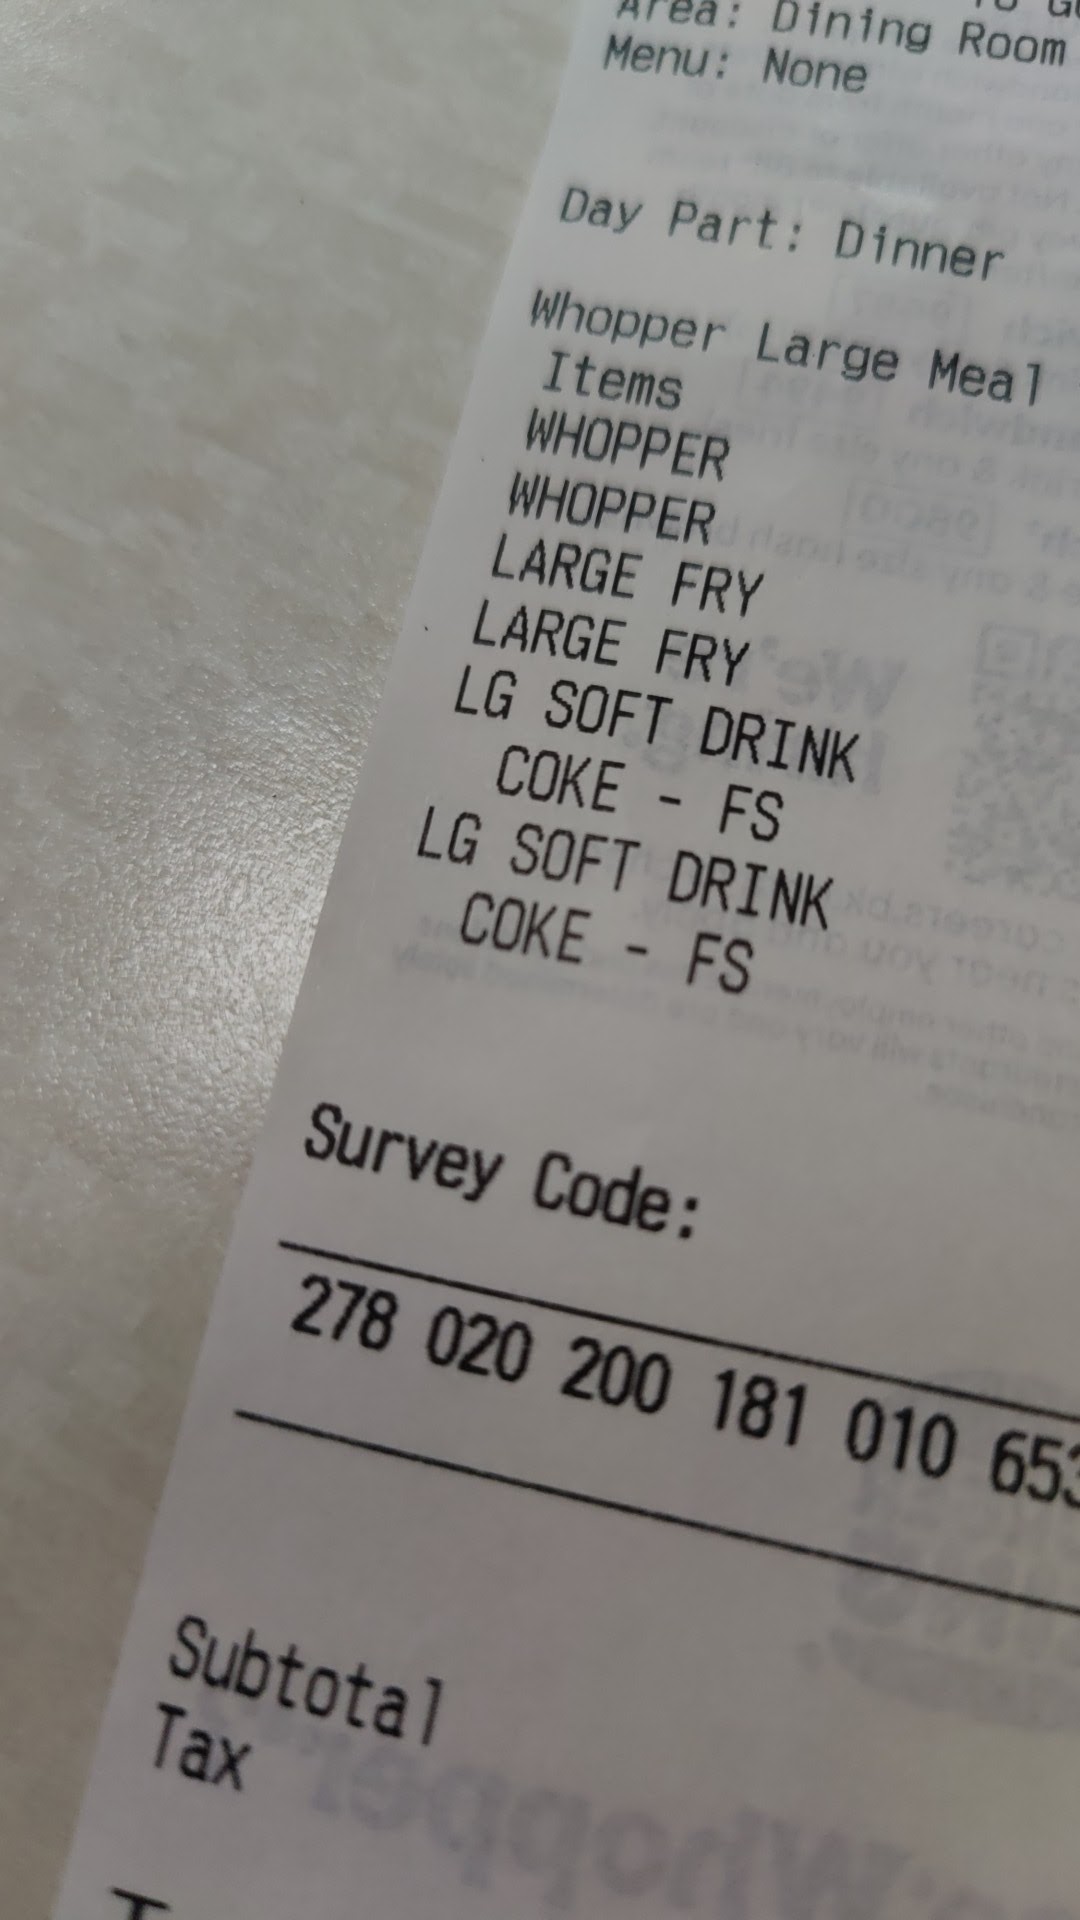 Area: Dining Room
Menu: None
Day Part: Dinner
Whopper Large Meal
Items
WHOPPER
WHOPPER
LARGE FRY
LARGE FRY
LG SOFT DRINK
COKE - FS
LG SOFT DRINK
COKE - FS
Survey Code:
278 020 200 181 010 653
Subtotal
Tax